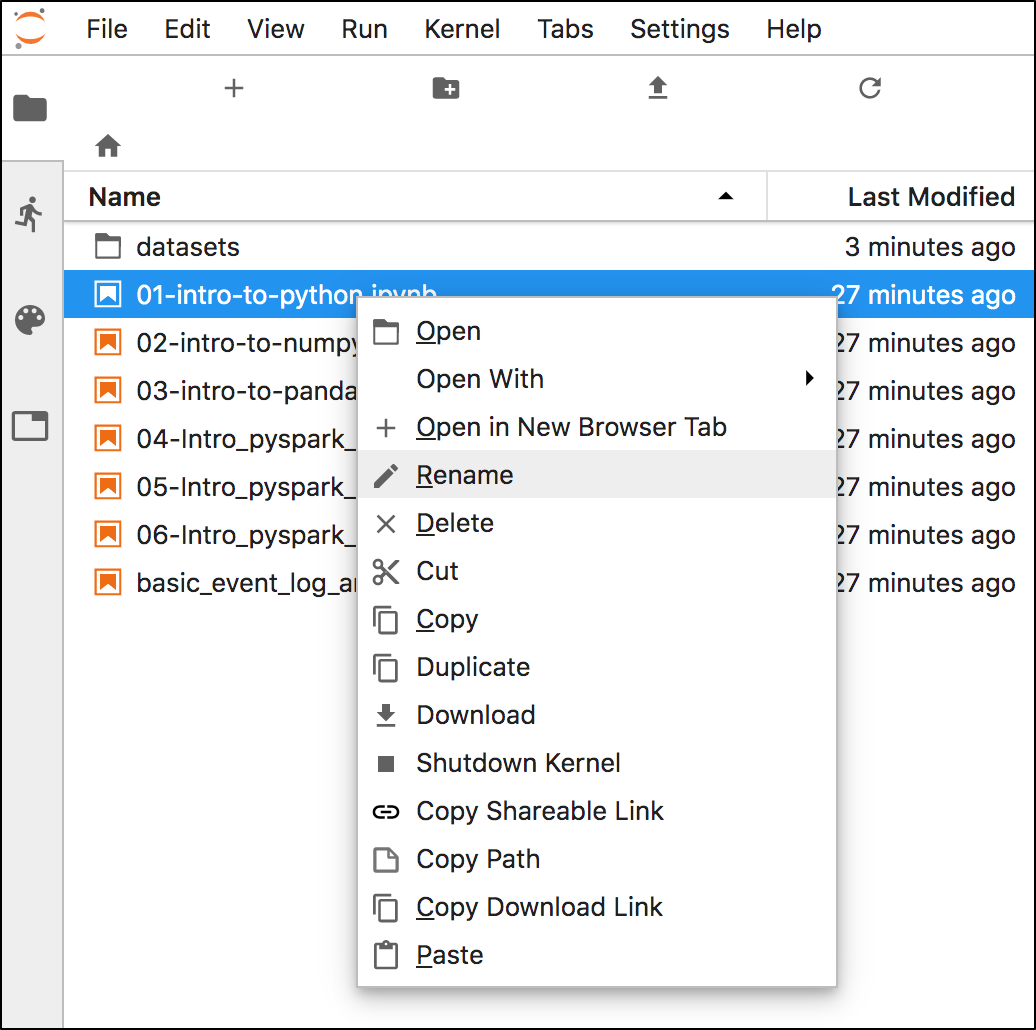 File Edit View Run Kernel Tabs Settings Help
Name Last Modified
datasets 3 minutes ago
01-intro-to-python.ipynb 27 minutes ago
02-intro-to-numpy 27 minutes ago
03-intro-to-panda 27 minutes ago
04-Intro_pyspark_ 27 minutes ago
05-Intro_pyspark_ 27 minutes ago
06-Intro_pyspark_ 27 minutes ago
basic_event_log_a 27 minutes ago
Open
Open With
Open in New Browser Tab
Rename
Delete
Cut
Copy
Duplicate
Download
Shutdown Kernel
Copy Shareable Link
Copy Path
Copy Download Link
Paste